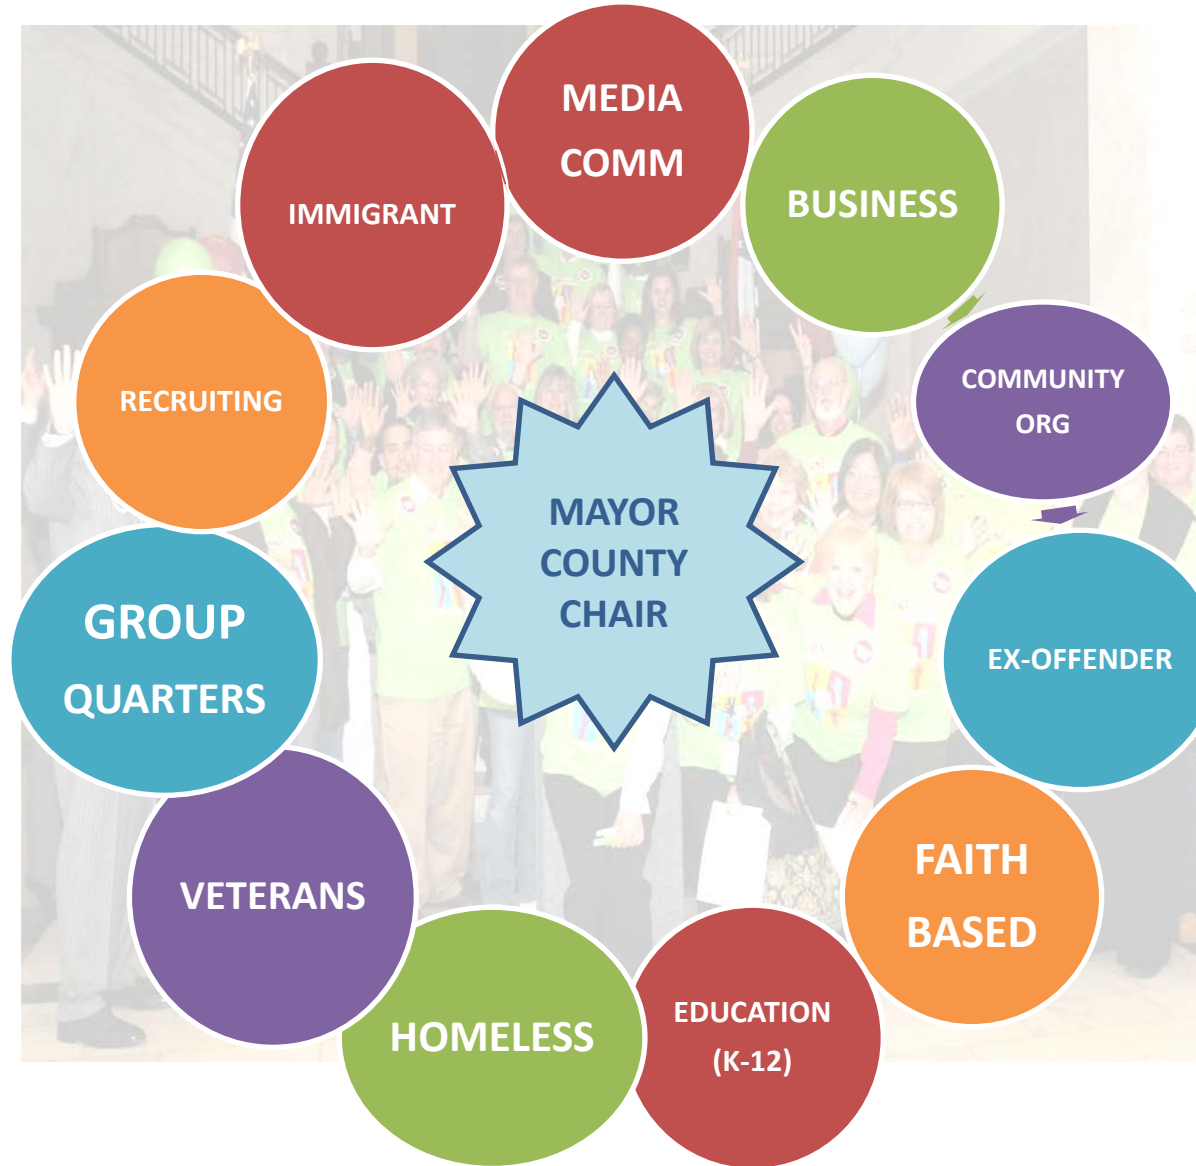 MEDIA
COMM
BUSINESS
IMMIGRANT
COMMUNITY
ORG
RECRUITING
MAYOR
COUNTY
CHAIR
GROUP
QUARTERS
EX-OFFENDER
VETERANS
FAITH
BASED
HOMELESS
EDUCATION
(K-12)